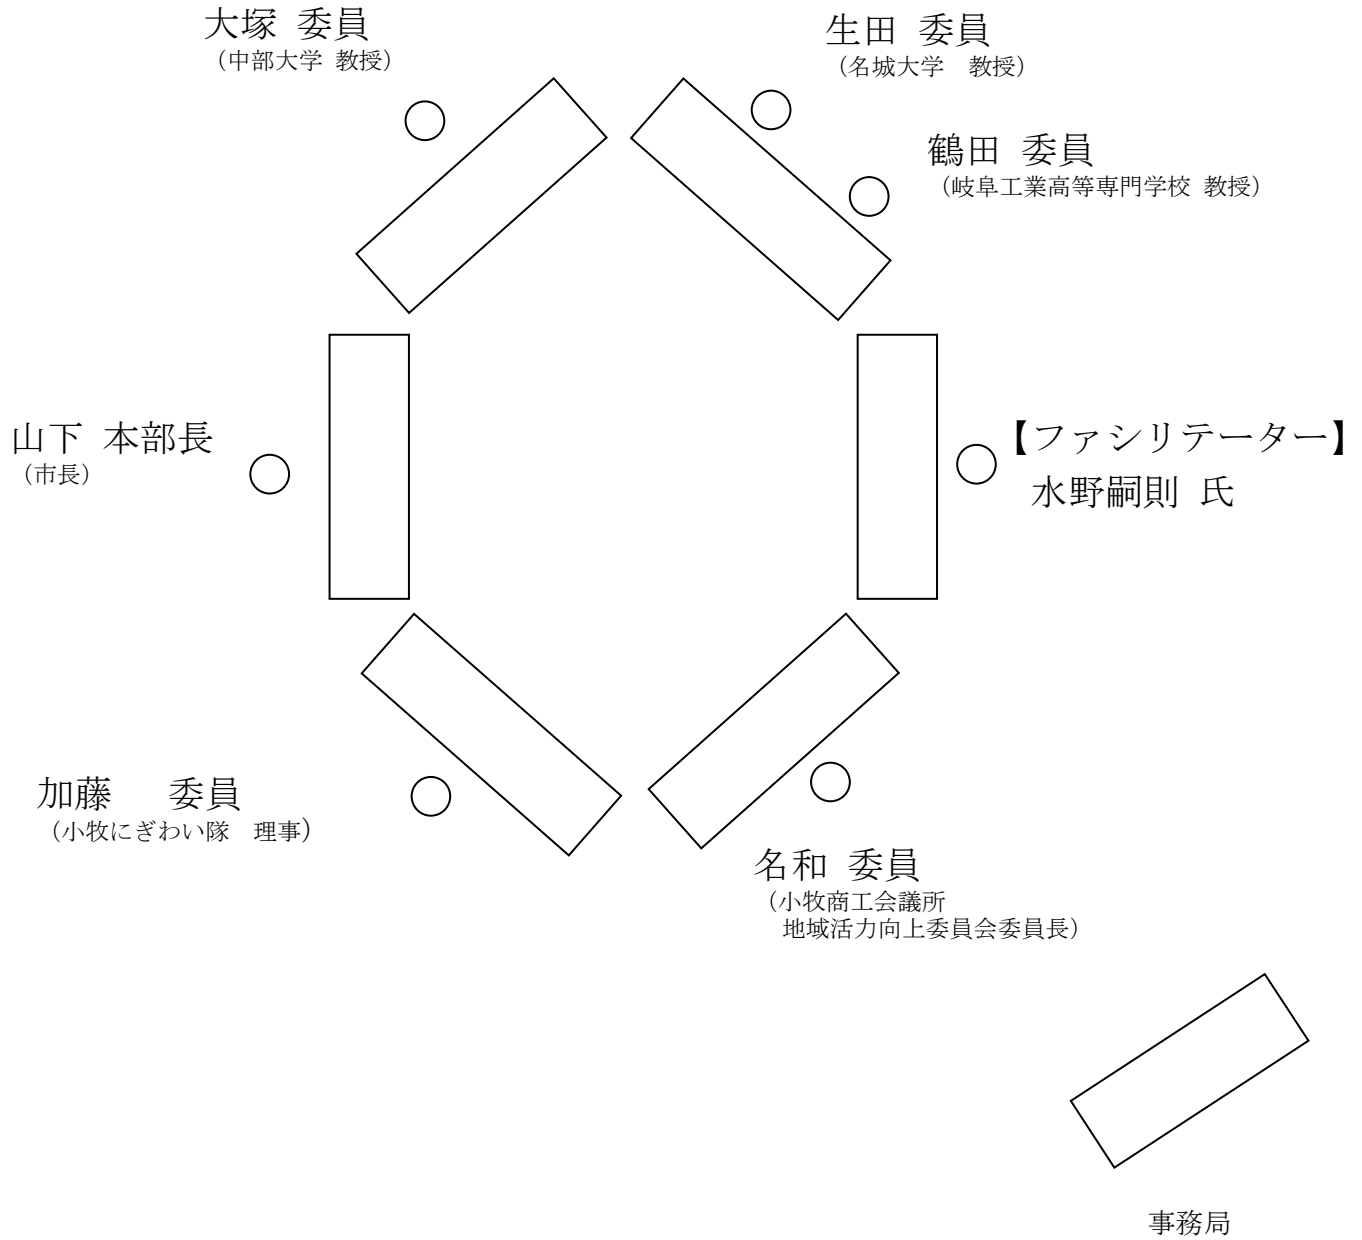 大塚 委員
（中部大学 教授）
生田 委員
（名城大学　教授）
鶴田 委員
（岐阜工業高等専門学校 教授）
山下 本部長
（市長）
【ファシリテーター】
水野嗣則 氏
加藤　 委員
（小牧にぎわい隊　理事）
名和 委員
（小牧商工会議所
地域活力向上委員会委員長）
事務局